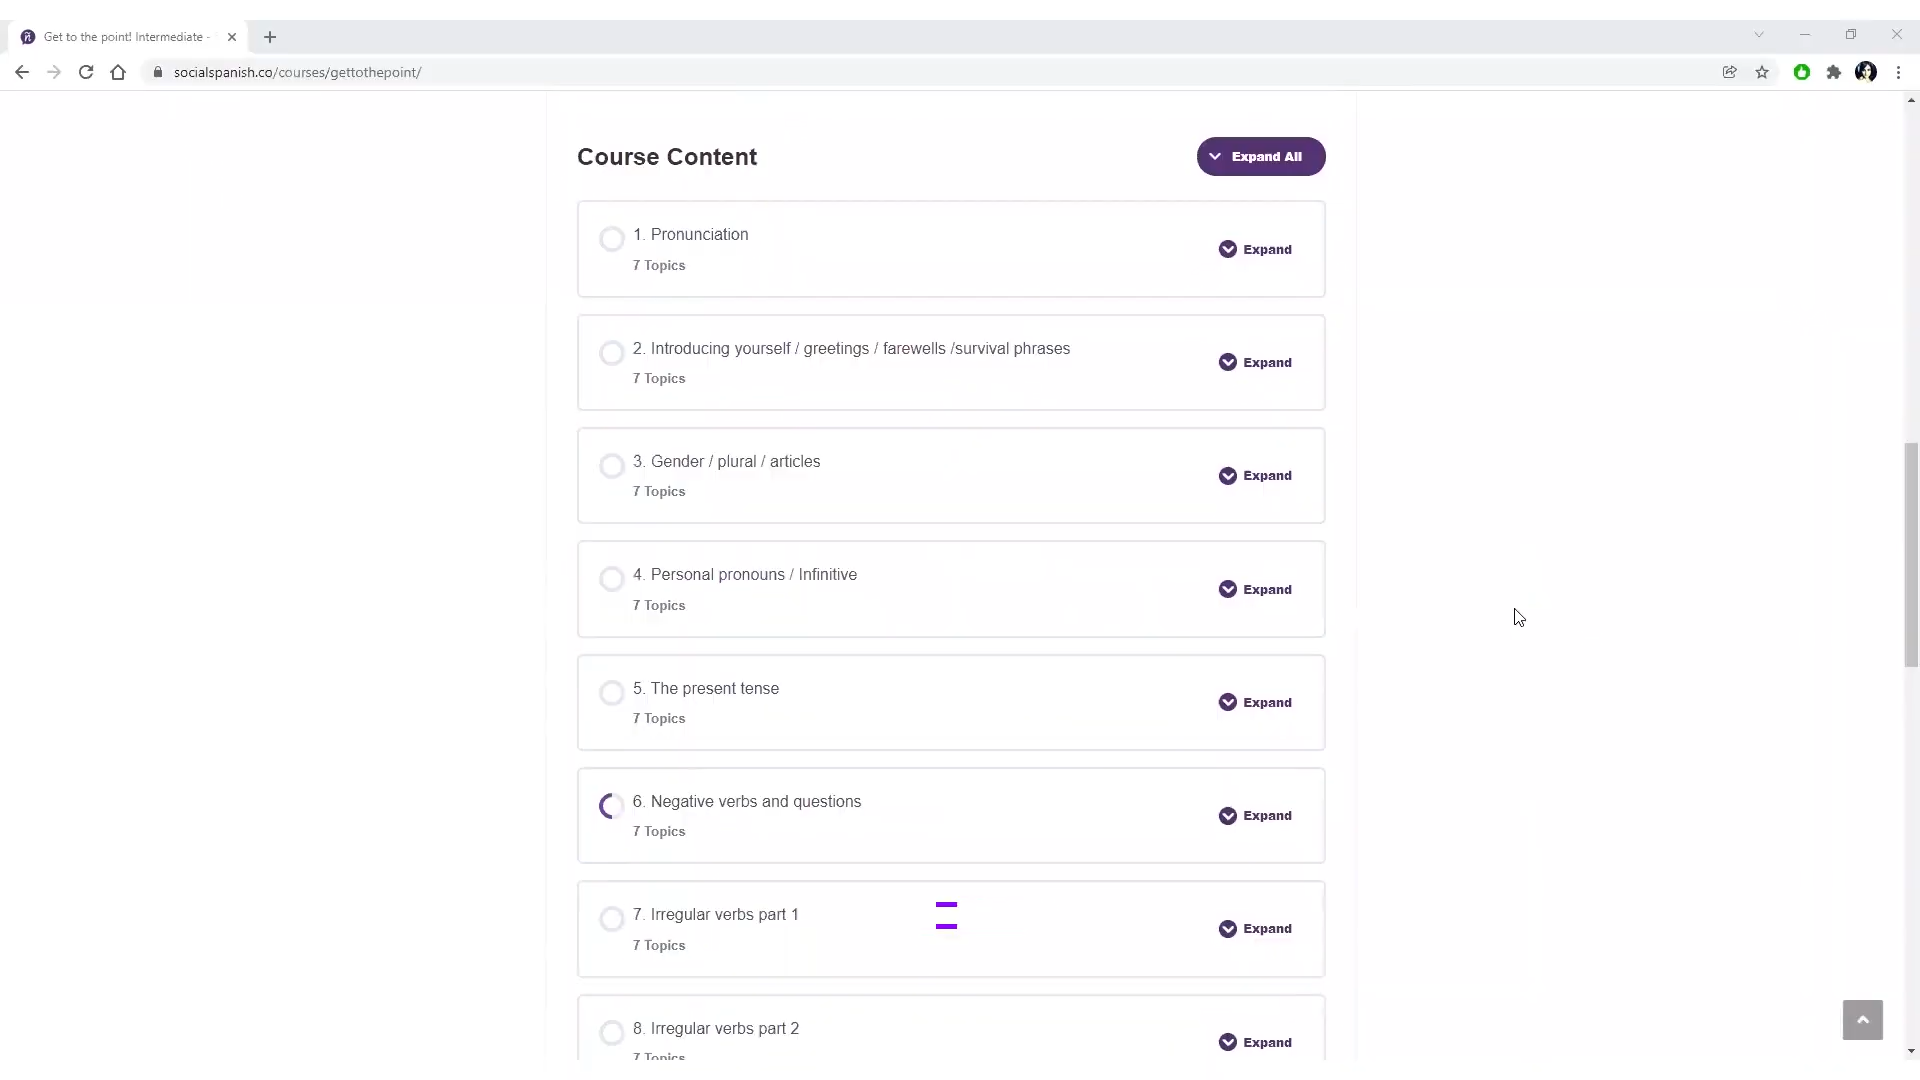 Get to the point! Intermediate -
socialspanish.co/courses/gettothepoint/
Course Content
Expand All
1. Pronunciation
7 Topics
Expand
2. Introducing yourself / greetings / farewells /survival phrases
7 Topics
Expand
3. Gender / plural / articles
7 Topics
Expand
4. Personal pronouns / Infinitive
7 Topics
Expand
5. The present tense
7 Topics
Expand
6. Negative verbs and questions
7 Topics
Expand
7. Irregular verbs part 1
7 Topics
Expand
8. Irregular verbs part 2
7 Topics
Expand